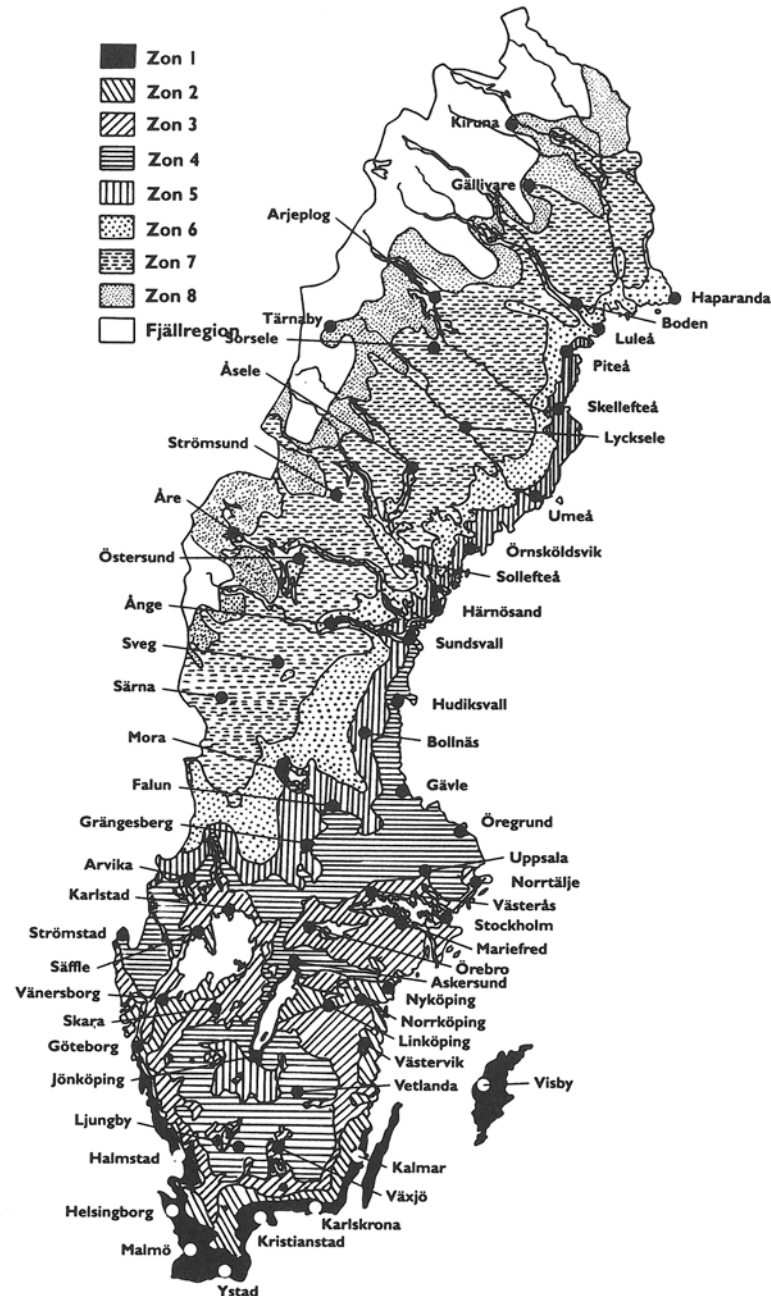 Zon 1
Zon 2
Zon 3
Zon 4
Zon 5
Zon 6
Zon 7
Zon 8
Fjällregion
Kiruna
Gällivare
Arjeplog
Haparanda
Boden
Tärnaby
Luleå
Sorsele
Piteå
Åsele
Skellefteå
Lycksele
Strömsund
Åre
Umeå
Örnsköldsvik
Östersund
Sollefteå
Ånge
Härnösand
Sveg
Sundsvall
Särna
Hudiksvall
Mora
Bollnäs
Falun
Gävle
Grängesberg
Öregrund
Arvika
Uppsala
Karlstad
Norrtälje
Västerås
Strömstad
Stockholm
Mariefred
Säffle
Örebro
Askersund
Vänersborg
Nyköping
Skara
Norrköping
Göteborg
Linköping
Västervik
Jönköping
Vetlanda
Visby
Ljungby
Halmstad
Kalmar
Växjö
Helsingborg
Karlskrona
Kristianstad
Malmö
Ystad